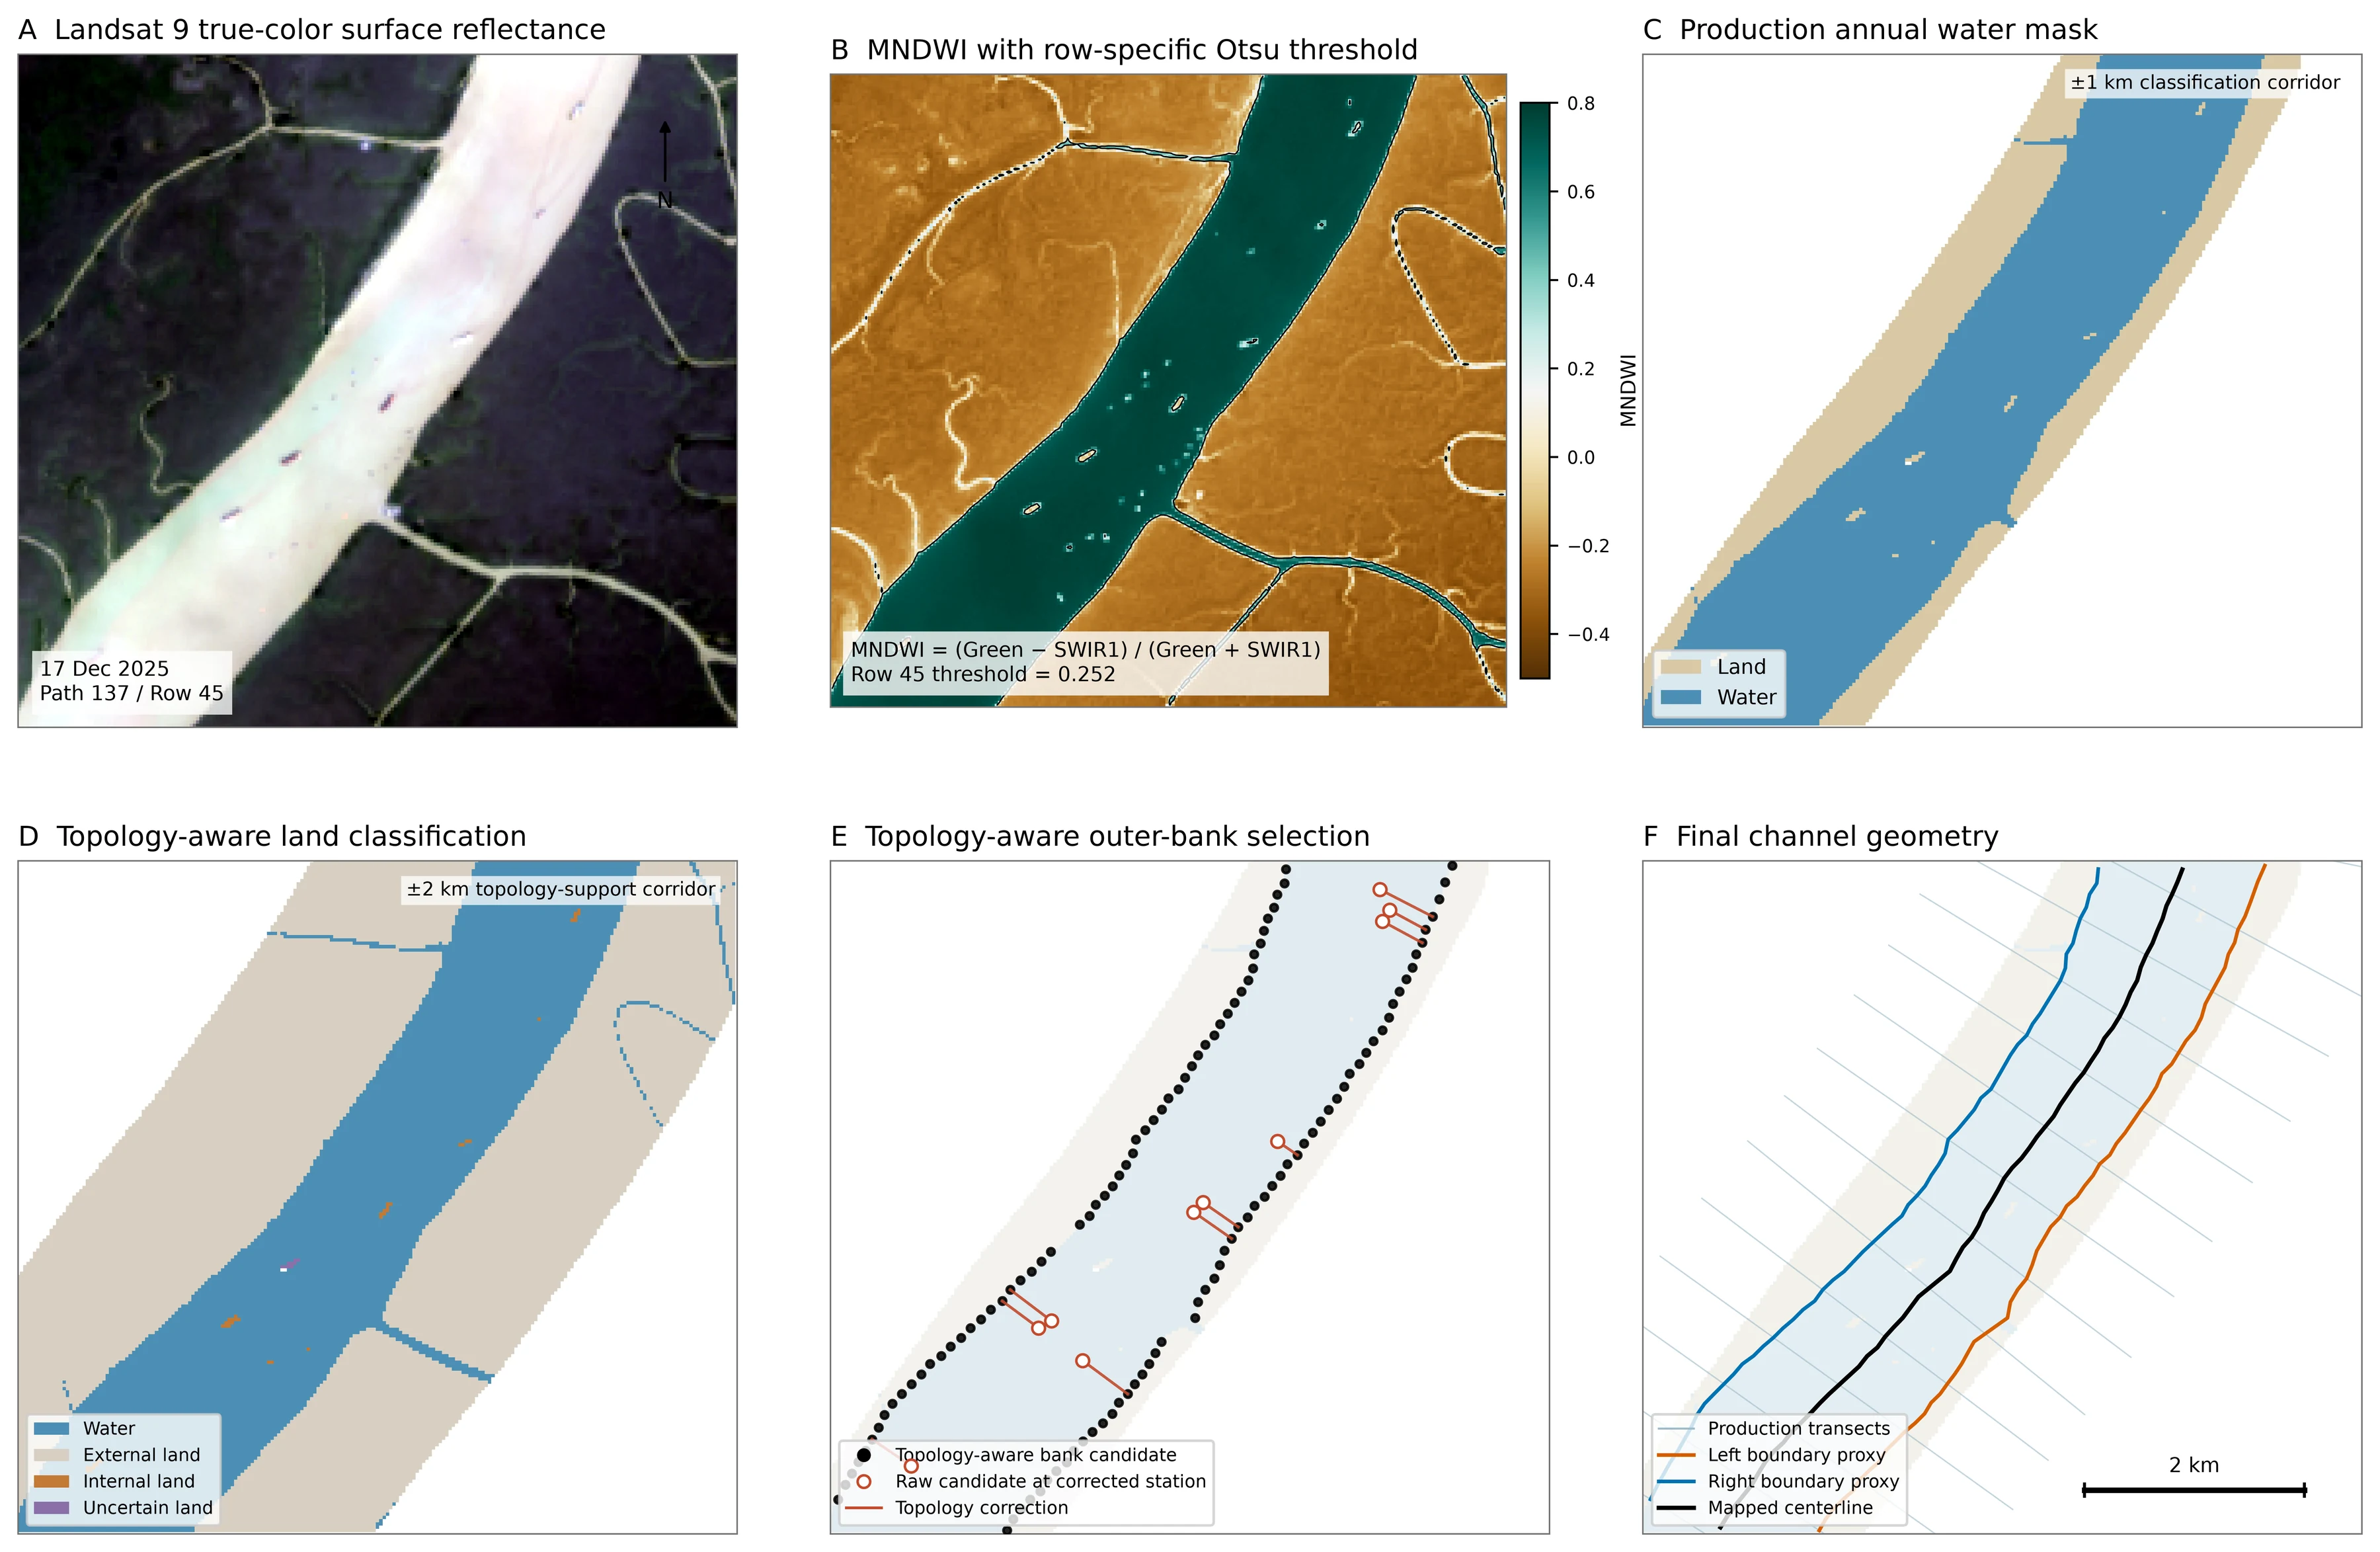 A Landsat 9 true-color surface reflectance
N
17 Dec 2025
Path 137 / Row 45
B MNDWI with row-specific Otsu threshold
MNDWI = (Green − SWIR1) / (Green + SWIR1)
Row 45 threshold = 0.252
0.8
0.6
0.4
0.2
0.0
−0.2
−0.4
MNDWI
C Production annual water mask
±1 km classification corridor
Land
Water
D Topology-aware land classification
±2 km topology-support corridor
Water
External land
Internal land
Uncertain land
E Topology-aware outer-bank selection
Topology-aware bank candidate
Raw candidate at corrected station
Topology correction
F Final channel geometry
Production transects
Left boundary proxy
Right boundary proxy
Mapped centerline
2 km